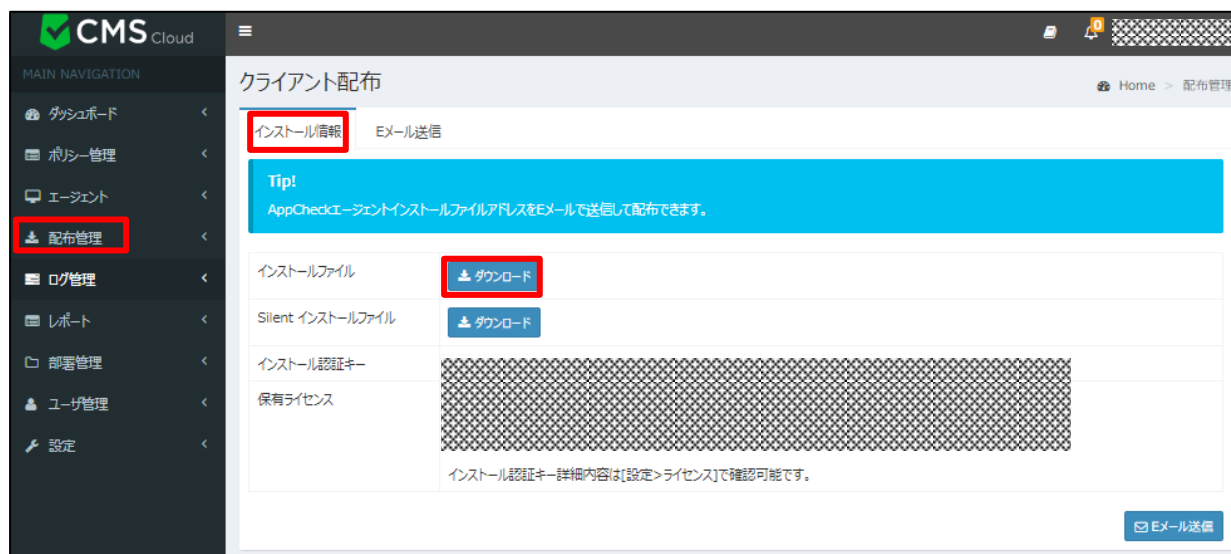 CMS Cloud
0
MAIN NAVIGATION
ダッシュボード
ポリシー管理
エージェント
配布管理
ログ管理
レポート
部署管理
ユーザ管理
設定
クライアント配布
Home > 配布管理
インストール情報 Eメール送信
Tip!
AppCheckエージェントインストールファイルアドレスをEメールで送信して配布できます。
インストールファイル ダウンロード
Silent インストールファイル ダウンロード
インストール認証キー
保有ライセンス
インストール認証キー詳細内容は[設定>ライセンス]で確認可能です。
Eメール送信